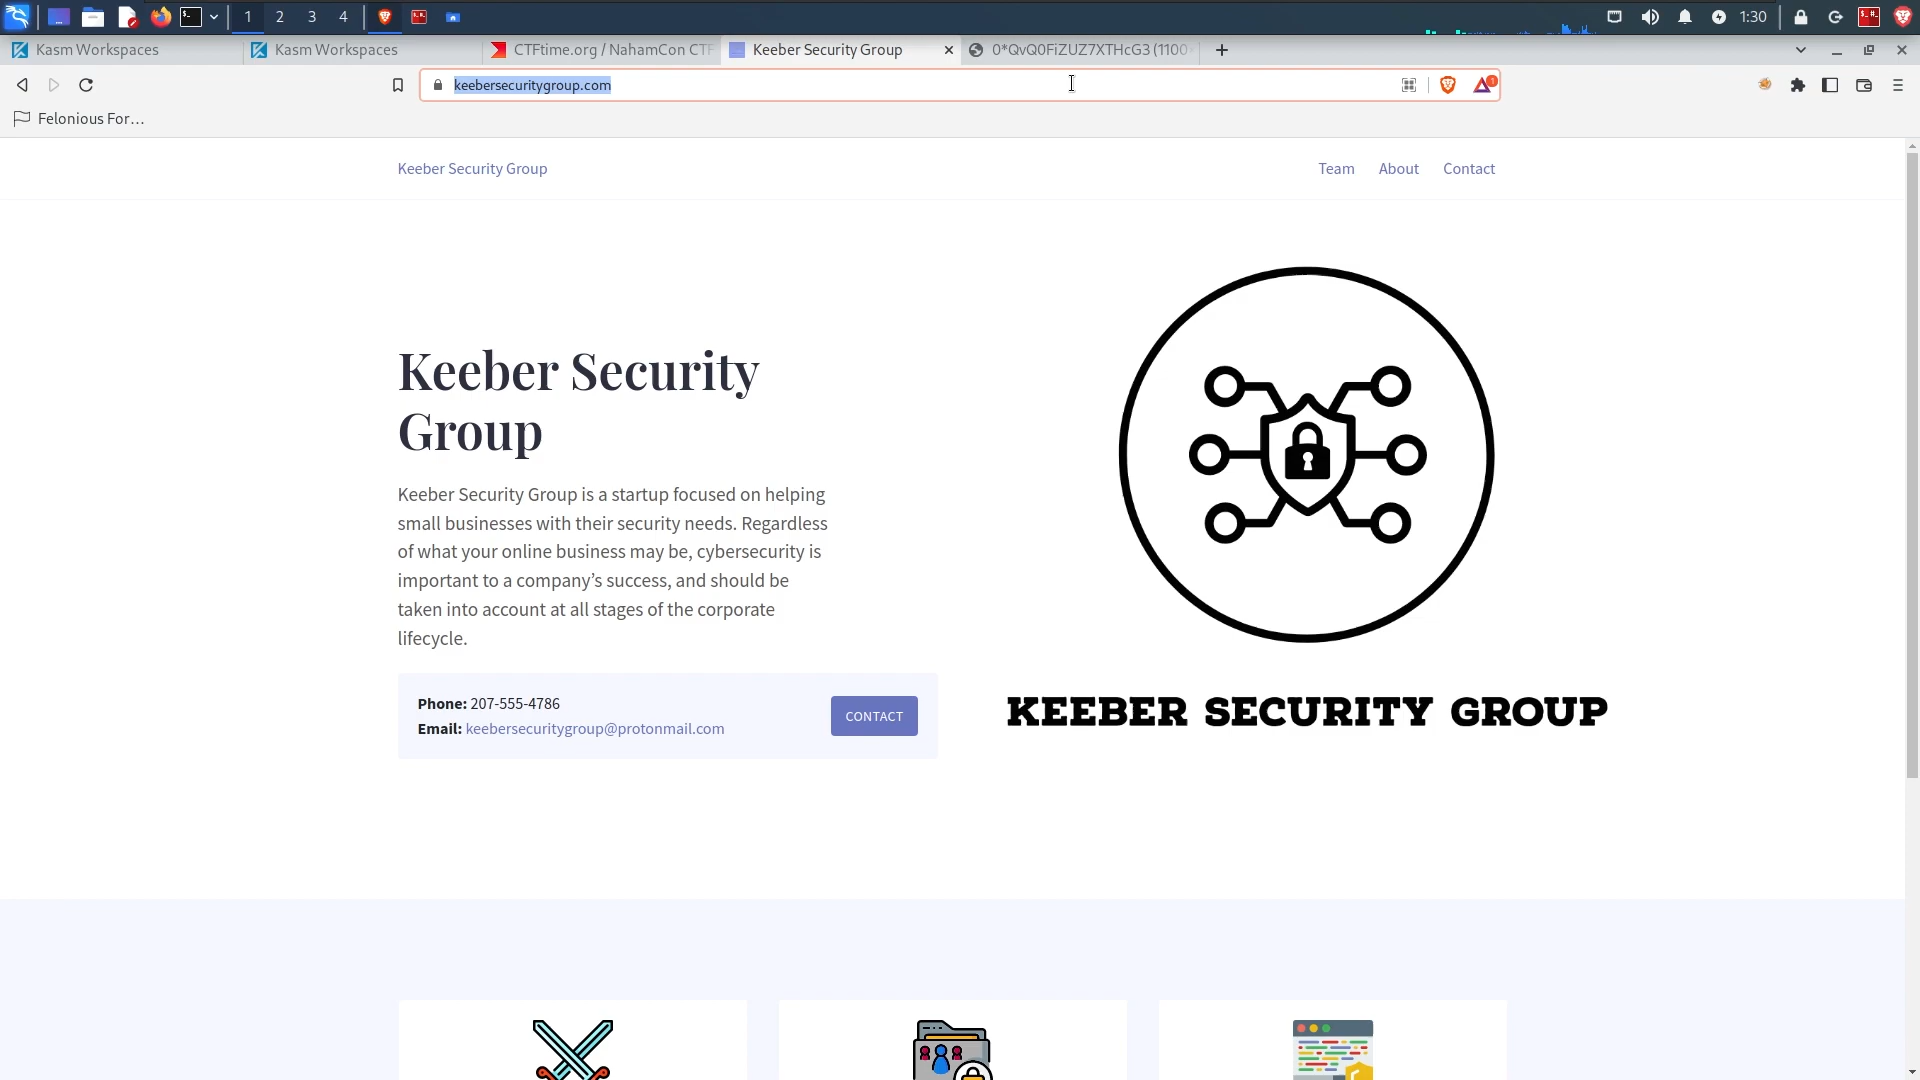 1 2 3 4 1:30
Kasm Workspaces Kasm Workspaces CTFtime.org / NahamCon CTF Keeber Security Group 0*QvQ0FiZUZ7XTHcG3 (1100
keebersecuritygroup.com
Felonious For...
Keeber Security Group Team About Contact
Keeber Security
Group
Keeber Security Group is a startup focused on helping
small businesses with their security needs. Regardless
of what your online business may be, cybersecurity is
important to a company’s success, and should be
taken into account at all stages of the corporate
lifecycle.
Phone: 207-555-4786
Email: keebersecuritygroup@protonmail.com
CONTACT
KEEBER SECURITY GROUP